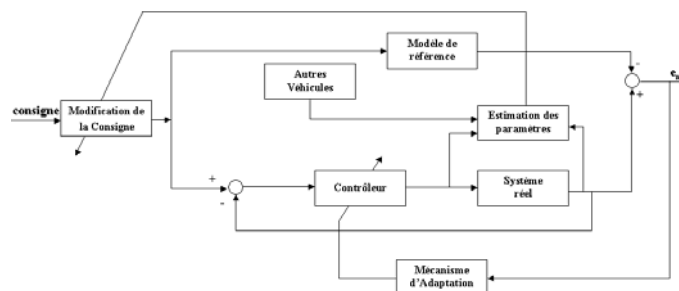 Modèle de
référence
Autres
Véhicules
consigne
Modification de
la Consigne
Estimation des
paramètres
-
+
+
-
Contrôleur
Système
réel
Mécanisme
d'Adaptation